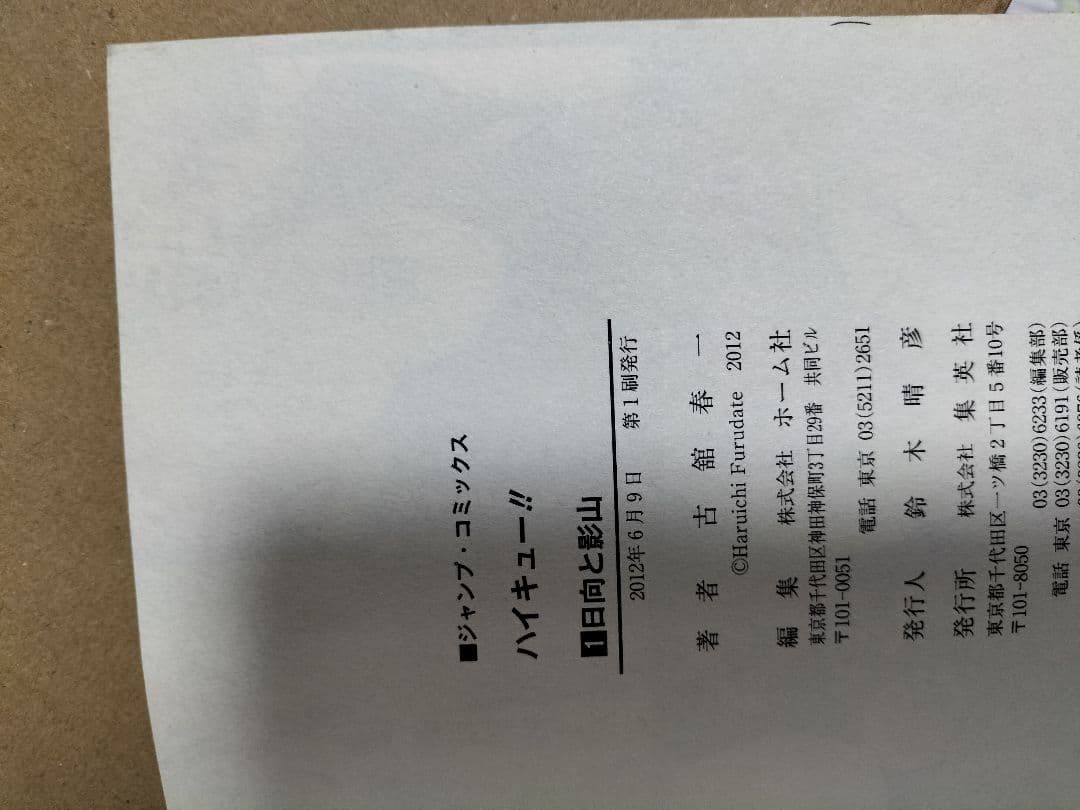 ■ジャンプ・コミックス
ハイキュー!!
1日向と影山
2012年6月9日 第1刷発行
著者 古舘春一
©Haruichi Furudate 2012
編集 株式会社 ホーム社
東京都千代田区神田神保町3丁目29番 共同ビル
〒101-0051
電話 東京 03(5211)2651
発行人 鈴木晴彦
発行所 株式会社 集英社
東京都千代田区一ツ橋2丁目5番10号
〒101-8050
03(3230)6233(編集部)
電話 東京 03(3230)6191(販売部)